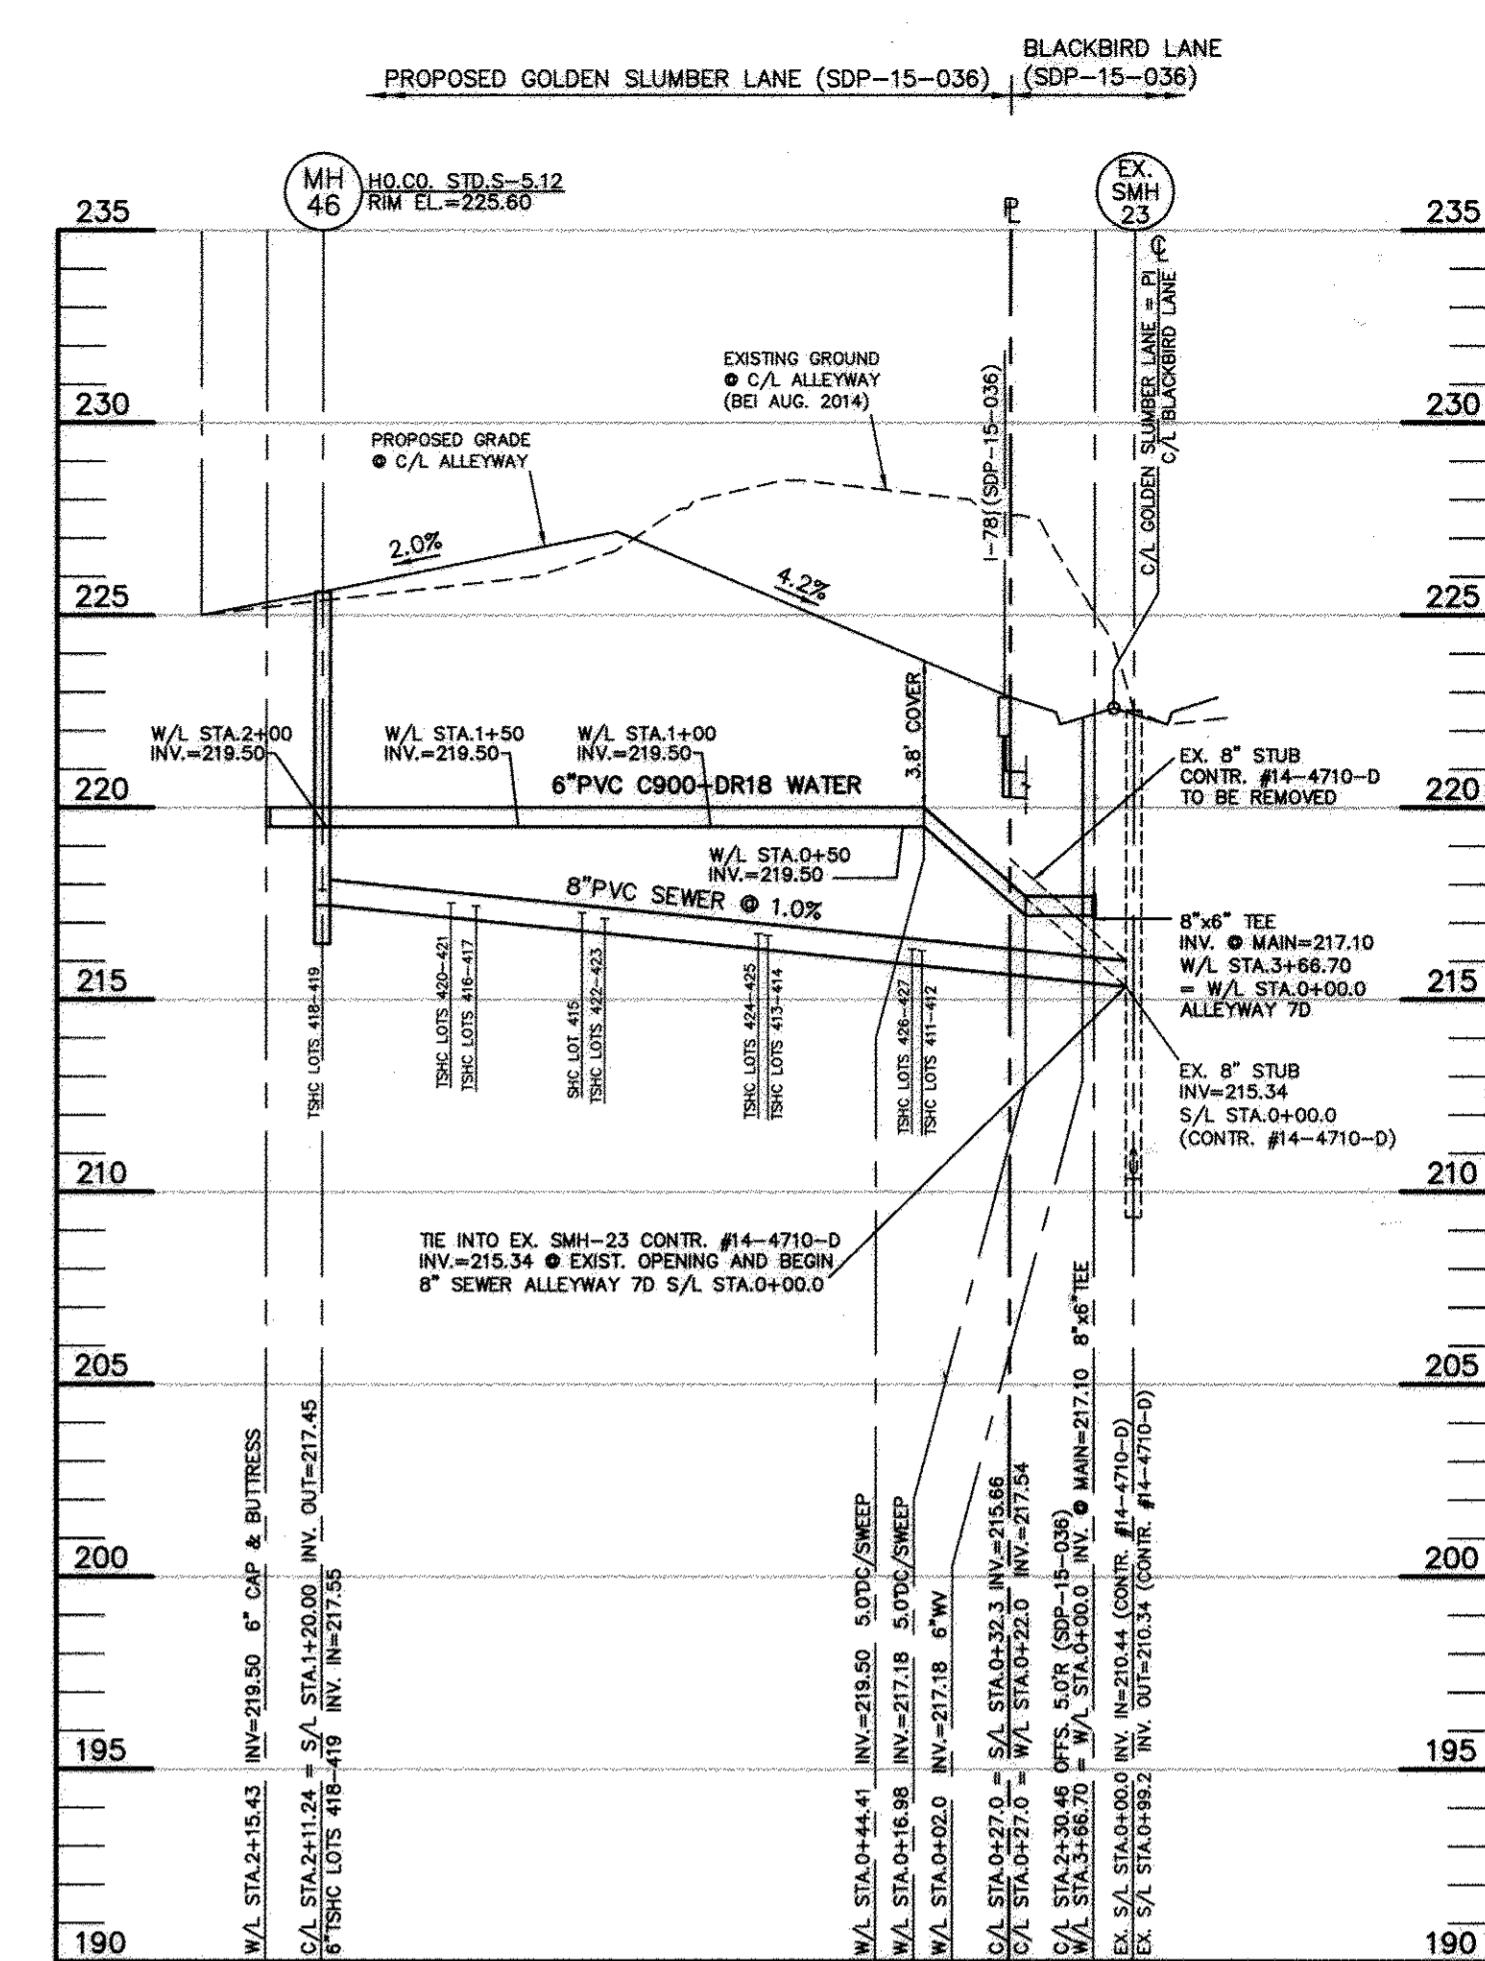 BLACKBIRD LANE
(SDP-15-036)
PROPOSED GOLDEN SLUMBER LANE (SDP-15-036)
MH
46
HO.CO. STD.S-5.12
RIM EL.=225.60
EX.
SMH
23
235
235
PL
CL
C/L GOLDEN SLUMBER LANE = PI
C/L BLACKBIRD LANE
EXISTING GROUND
@ C/L ALLEYWAY
(BEI AUG. 2014)
I-78 (SDP-15-036)
230
230
PROPOSED GRADE
@ C/L ALLEYWAY
2.0%
4.2%
225
225
3.8' COVER
W/L STA.2+00
INV.=219.50
W/L STA.1+50
INV.=219.50
W/L STA.1+00
INV.=219.50
6"PVC C900-DR18 WATER
EX. 8" STUB
CONTR. #14-4710-D
TO BE REMOVED
220
220
W/L STA.0+50
INV.=219.50
8"PVC SEWER @ 1.0%
8"x6" TEE
INV. @ MAIN=217.10
W/L STA.3+66.70
= W/L STA.0+00.0
ALLEYWAY 7D
TSHC LOTS 418-419
TSHC LOTS 420-421
TSHC LOTS 416-417
SHC LOT 415
TSHC LOTS 422-423
TSHC LOTS 424-425
TSHC LOTS 413-414
TSHC LOTS 426-427
TSHC LOTS 411-412
215
215
EX. 8" STUB
INV=215.34
S/L STA.0+00.0
(CONTR. #14-4710-D)
210
210
TIE INTO EX. SMH-23 CONTR. #14-4710-D
INV.=215.34 @ EXIST. OPENING AND BEGIN
8" SEWER ALLEYWAY 7D S/L STA.0+00.0
205
205
200
200
195
195
190
190
W/L STA.2+15.43 INV=219.50 6" CAP & BUTTRESS
C/L STA.2+11.24 = S/L STA.1+20.00 INV. OUT=217.45
6"TSHC LOTS 418-419 INV. IN=217.55
W/L STA.0+44.41 INV.=219.50 5.0'DC/SWEEP
W/L STA.0+16.98 INV.=217.18 5.0'DC/SWEEP
W/L STA.0+02.0 INV.=217.18 6"WV
C/L STA.0+27.0 = S/L STA.0+32.3 INV.=215.66
C/L STA.0+27.0 = W/L STA.0+22.0 INV.=217.54
C/L STA.2+30.46 OFFS. 5.0'R (SDP-15-036)
W/L STA.3+66.70 = W/L STA.0+00.0 INV. @ MAIN=217.10 8"x6"TEE
EX. S/L STA.0+00.0 INV. IN=210.44 (CONTR. #14-4710-D)
EX. S/L STA.0+99.2 INV. OUT=210.34 (CONTR. #14-4710-D)